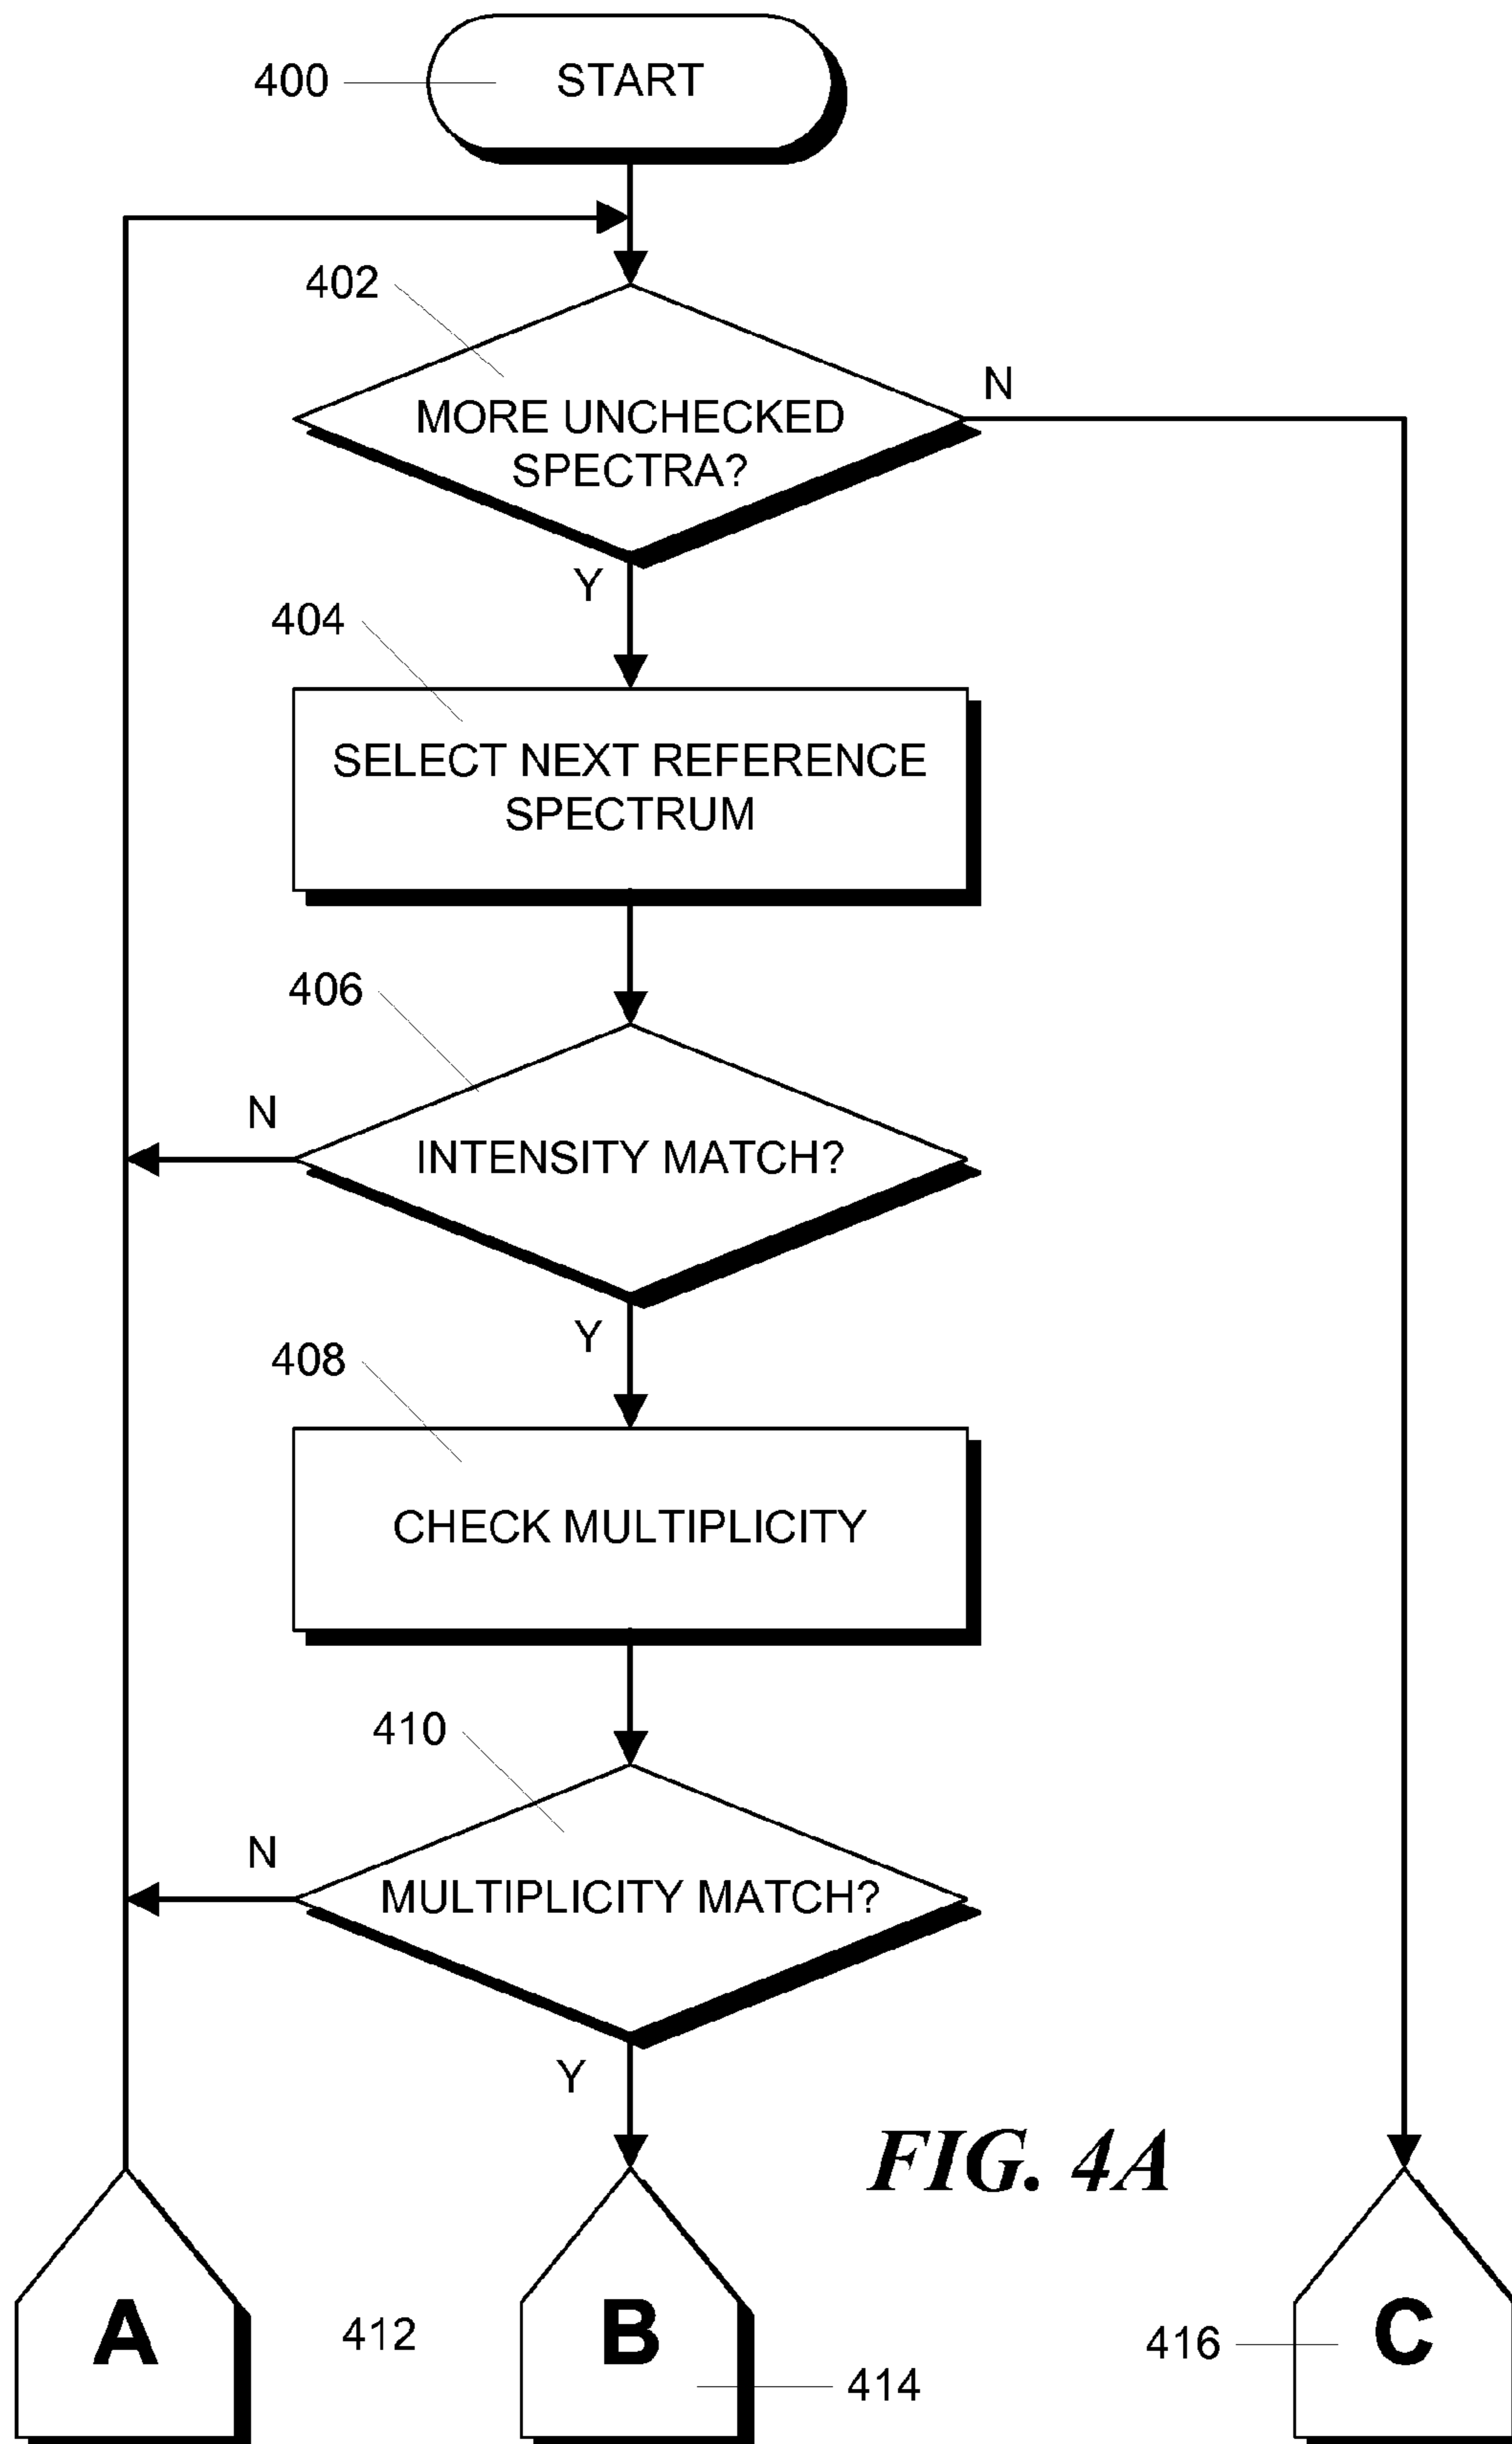 400
START
402
MORE UNCHECKED
SPECTRA?
N
Y
404
SELECT NEXT REFERENCE
SPECTRUM
406
N
INTENSITY MATCH?
Y
408
CHECK MULTIPLICITY
410
N
MULTIPLICITY MATCH?
Y
FIG. 4A
A
412
B
414
416
C